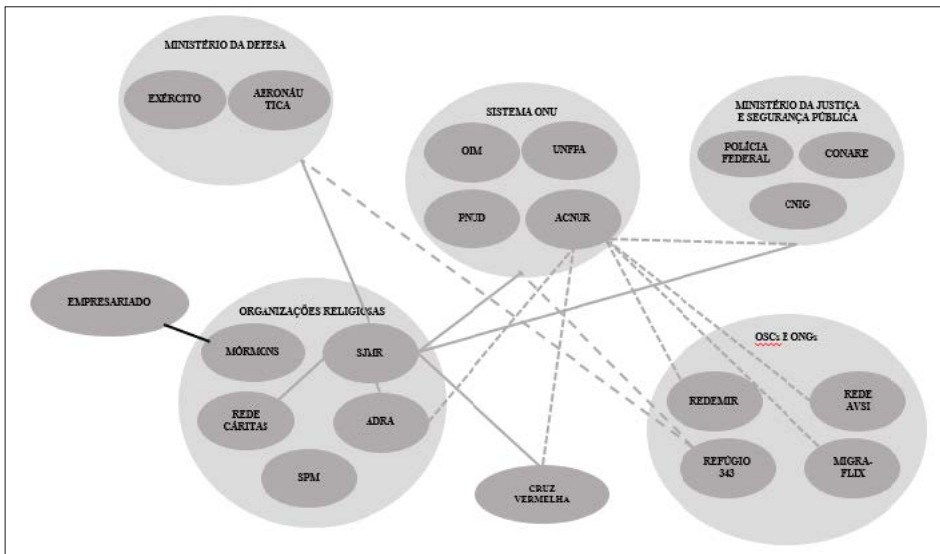 MINISTÉRIO DA DEFESA
EXÉRCITO
AERONÁU
TICA
SISTEMA ONU
OIM
UNFPA
PNUD
ACNUR
MINISTÉRIO DA JUSTIÇA
E SEGURANÇA PÚBLICA
POLÍCIA
FEDERAL
CONARE
CNIG
EMPRESARIADO
ORGANIZAÇÕES RELIGIOSAS
MÓRMONS
SJMR
REDE
CÁRITAS
ADRA
SPM
CRUZ
VERMELHA
OSCs E ONGs
REDEMIR
REDE
AVSI
REFÚGIO
343
MIGRA-
FLIX